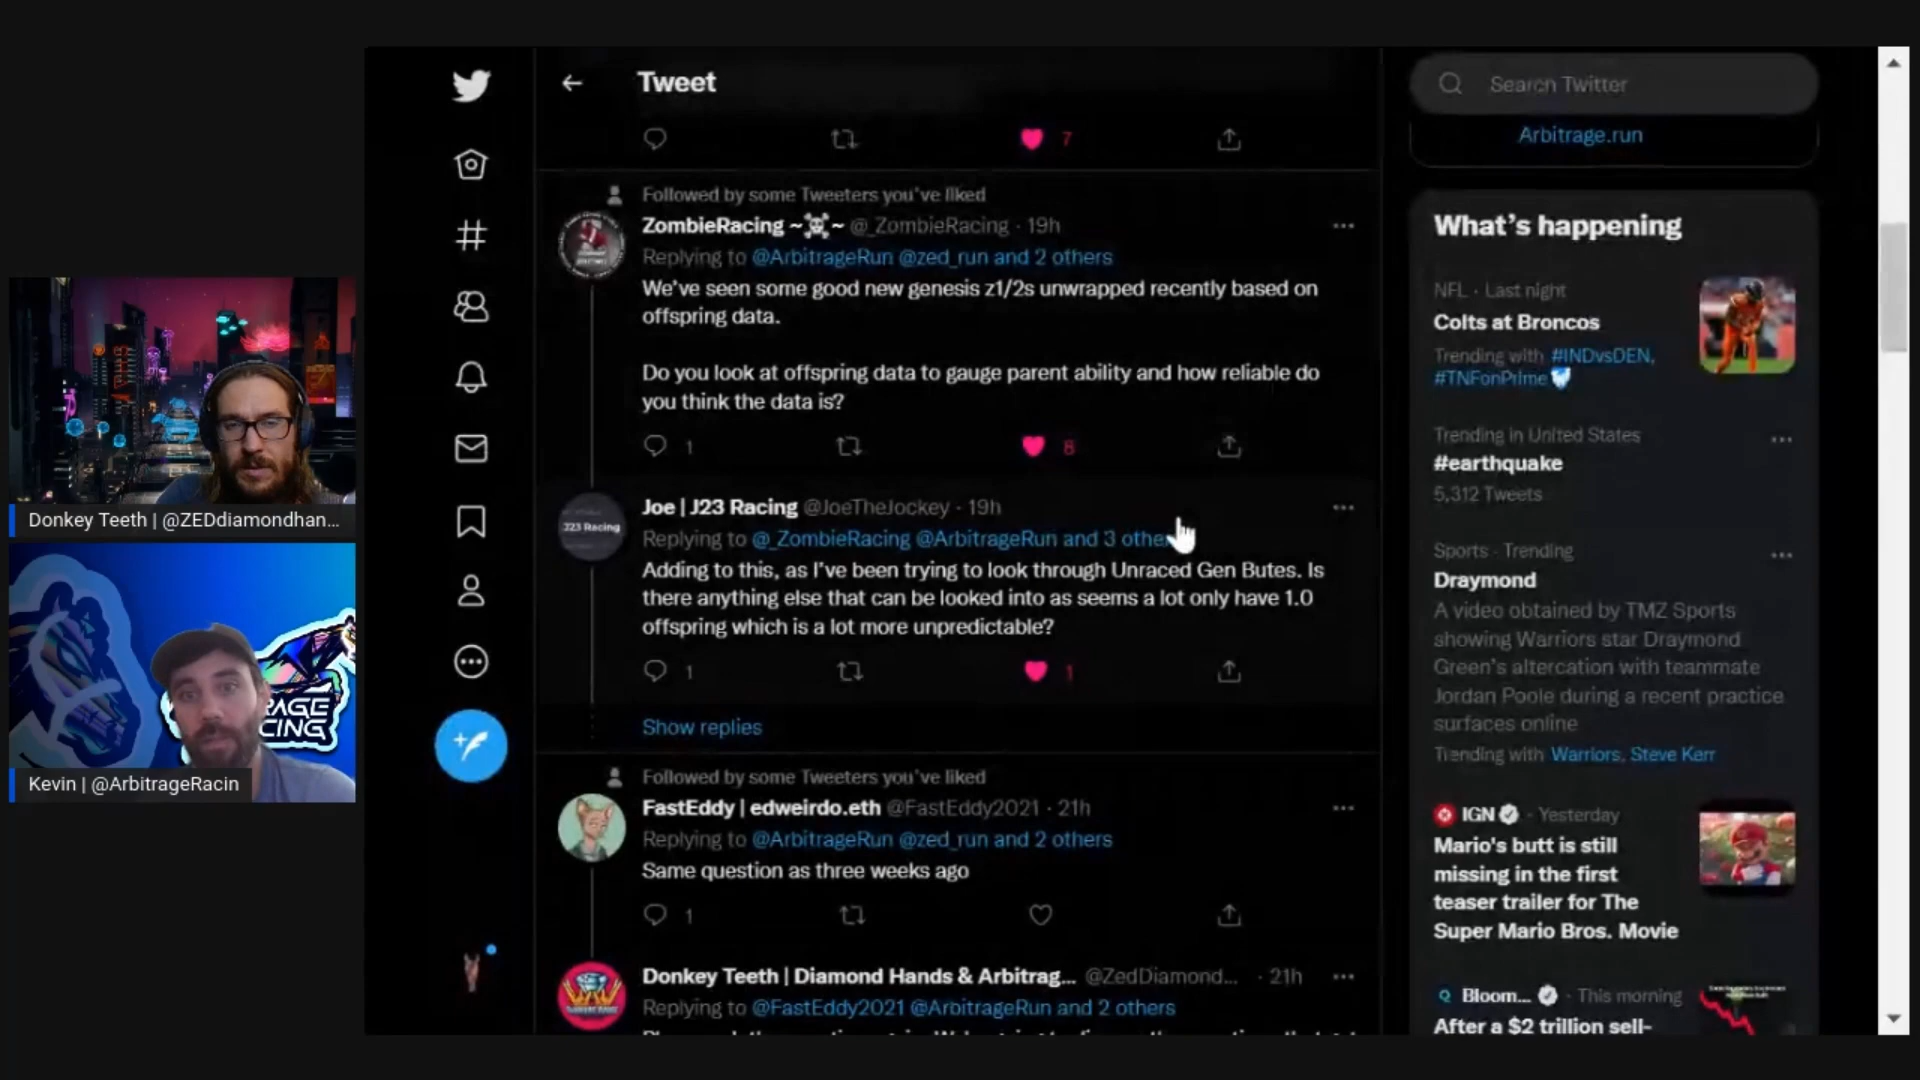 Tweet
7
Followed by some Tweeters you've liked
ZombieRacing ~☠~ @_ZombieRacing · 19h
Replying to @ArbitrageRun @zed_run and 2 others
We've seen some good new genesis z1/2s unwrapped recently based on
offspring data.
Do you look at offspring data to gauge parent ability and how reliable do
you think the data is?
1
8
Joe | J23 Racing @JoeTheJockey · 19h
J23 Racing
Replying to @_ZombieRacing @ArbitrageRun and 3 othe
Adding to this, as I've been trying to look through Unraced Gen Butes. Is
there anything else that can be looked into as seems a lot only have 1.0
offspring which is a lot more unpredictable?
1
1
Show replies
Followed by some Tweeters you've liked
FastEddy | edweirdo.eth @FastEddy2021 · 21h
Replying to @ArbitrageRun @zed_run and 2 others
Same question as three weeks ago
1
Donkey Teeth | Diamond Hands & Arbitrag... @ZedDiamond... · 21h
Replying to @FastEddy2021 @ArbitrageRun and 2 others
Search Twitter
Arbitrage.run
What's happening
NFL · Last night
Colts at Broncos
Trending with #INDvsDEN,
#TNFonPrime
Trending in United States
#earthquake
5,312 Tweets
Sports · Trending
Draymond
A video obtained by TMZ Sports
showing Warriors star Draymond
Green's altercation with teammate
Jordan Poole during a recent practice
surfaces online
Trending with Warriors, Steve Kerr
IGN · Yesterday
Mario's butt is still
missing in the first
teaser trailer for The
Super Mario Bros. Movie
Bloom... · This morning
After a $2 trillion sell-
Donkey Teeth | @ZEDdiamondhan...
RAGE
CING
Kevin | @ArbitrageRacin